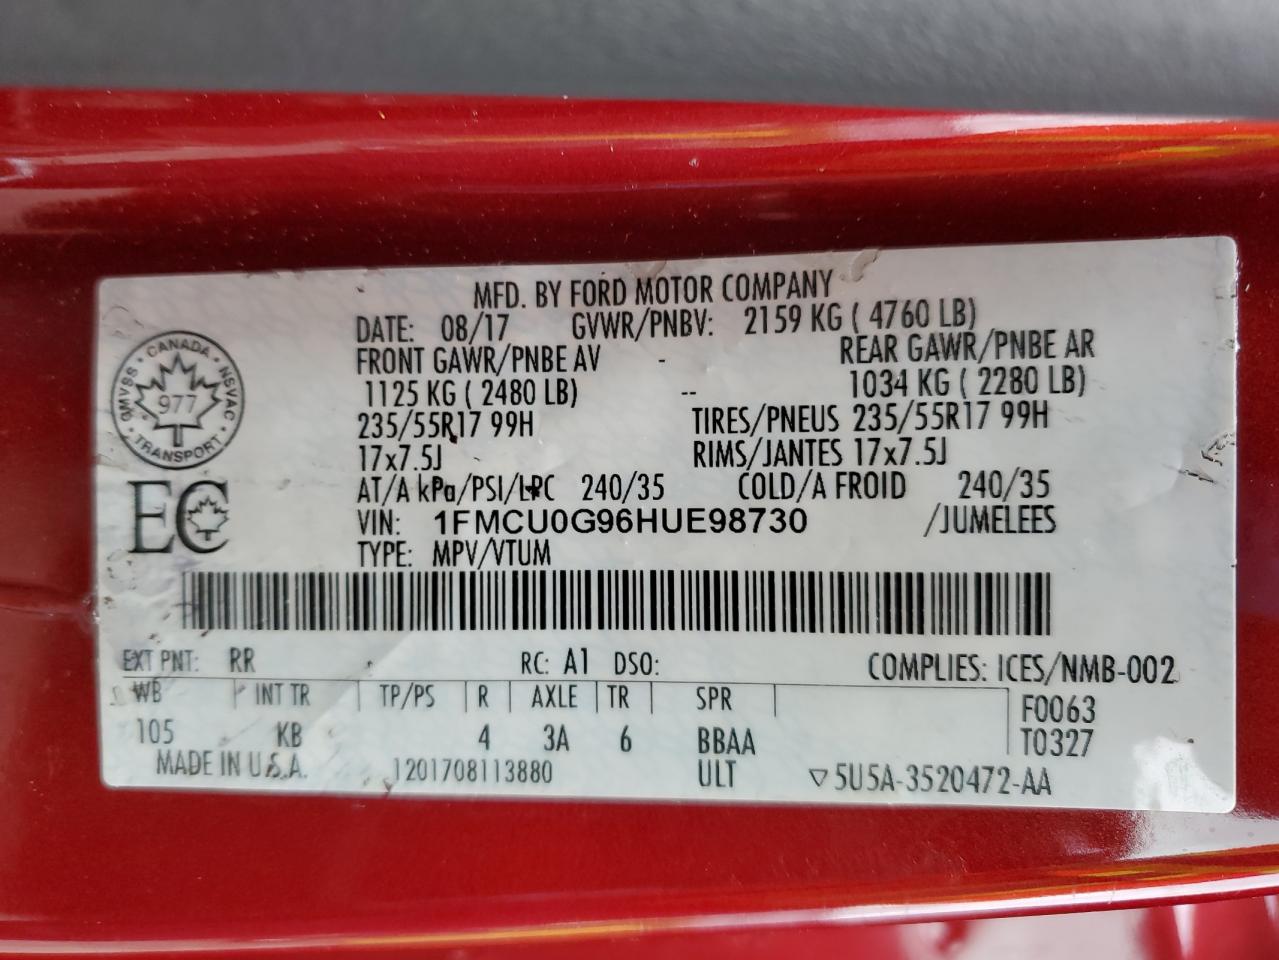 MFD. BY FORD MOTOR COMPANY
DATE: 08/17 GVWR/PNBV: 2159 KG ( 4760 LB)
FRONT GAWR/PNBE AV - REAR GAWR/PNBE AR
1125 KG ( 2480 LB) -- 1034 KG ( 2280 LB)
235/55R17 99H TIRES/PNEUS 235/55R17 99H
17x7.5J RIMS/JANTES 17x7.5J
AT/A kPa/PSI/LPC 240/35 COLD/A FROID 240/35
VIN: 1FMCU0G96HUE98730 /JUMELEES
TYPE: MPV/VTUM
CANADA
CMVSS · NSVAC
977
TRANSPORT
EC
EXT PNT: RR RC: A1 DSO: COMPLIES: ICES/NMB-002
WB INT TR TP/PS R AXLE TR SPR F0063
105 KB 4 3A 6 BBAA T0327
MADE IN U.S.A. 1201708113880 ULT ▽5U5A-3520472-AA